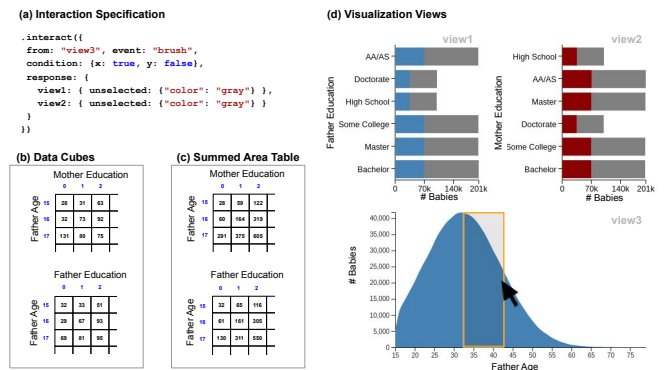 (a) Interaction Specification
.interact({
from: "view3", event: "brush",
condition: {x: true, y: false},
response: {
view1: { unselected: {"color": "gray"} },
view2: { unselected: {"color": "gray"} }
}
})
(b) Data Cubes
Mother Education
0 1 2
Father Age
15 28 31 63
16 32 73 92
17 131 80 75
Father Education
0 1 2
Father Age
15 32 33 51
16 29 67 93
17 69 81 95
(c) Summed Area Table
Mother Education
0 1 2
Father Age
15 28 59 122
16 60 164 319
17 291 375 605
Father Education
0 1 2
Father Age
15 32 65 116
16 61 161 305
17 130 311 550
(d) Visualization Views
view1
Father Education
AA/AS
Doctorate
High School
Some College
Master
Bachelor
0 70k 140k 201k
# Babies
view2
Mother Education
High School
AA/AS
Master
Doctorate
Some College
Bachelor
0 70k 140k 201k
# Babies
view3
# Babies
40,000
35,000
30,000
25,000
20,000
15,000
10,000
5,000
0
15 20 25 30 35 40 45 50 55 60 65 70 75
Father Age